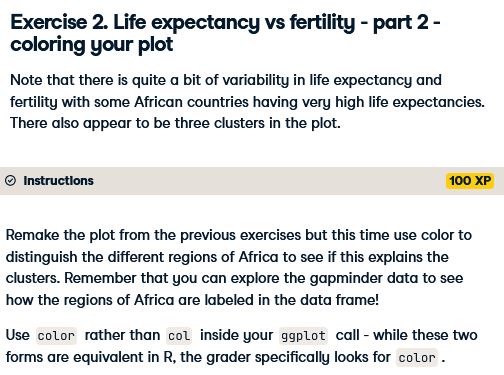 Exercise 2. Life expectancy vs fertility - part 2 -
coloring your plot
Note that there is quite a bit of variability in life expectancy and
fertility with some African countries having very high life expectancies.
There also appear to be three clusters in the plot.
Instructions
100 XP
Remake the plot from the previous exercises but this time use color to
distinguish the different regions of Africa to see if this explains the
clusters. Remember that you can explore the gapminder data to see
how the regions of Africa are labeled in the data frame!
Use color rather than col inside your ggplot call - while these two
forms are equivalent in R, the grader specifically looks for color .